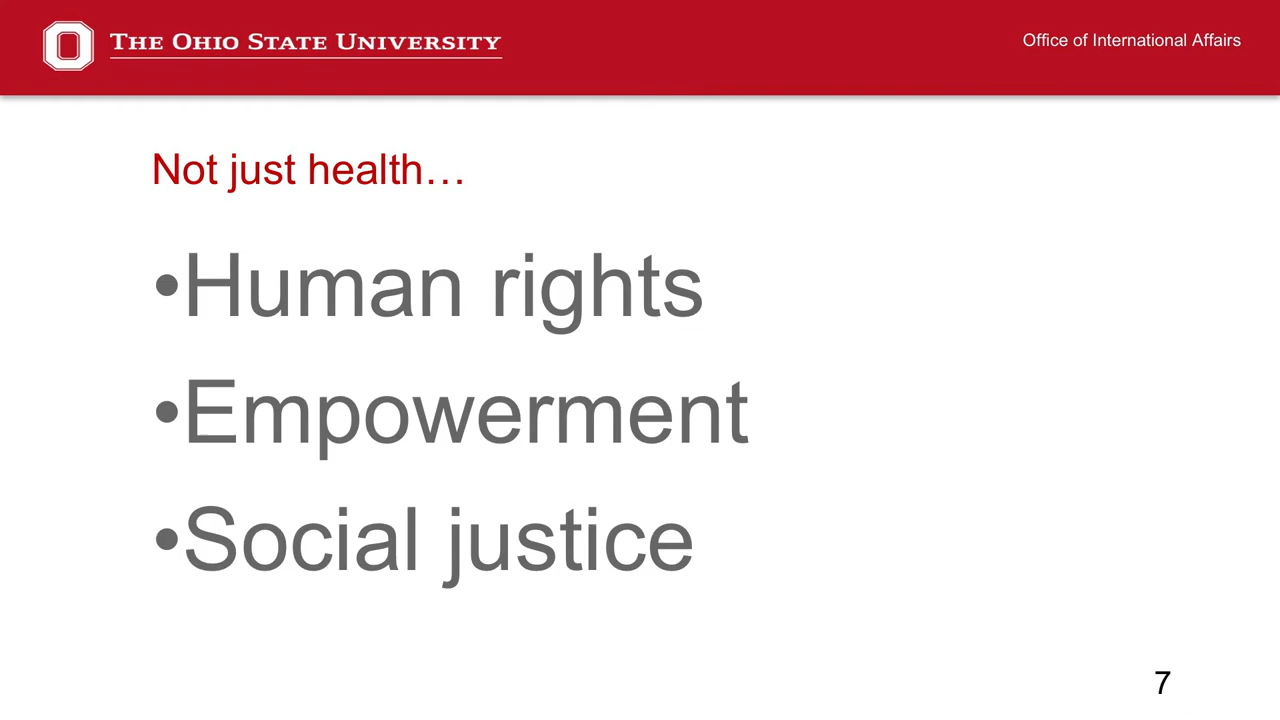 THE OHIO STATE UNIVERSITY
Office of International Affairs
Not just health…
•Human rights
•Empowerment
•Social justice
7